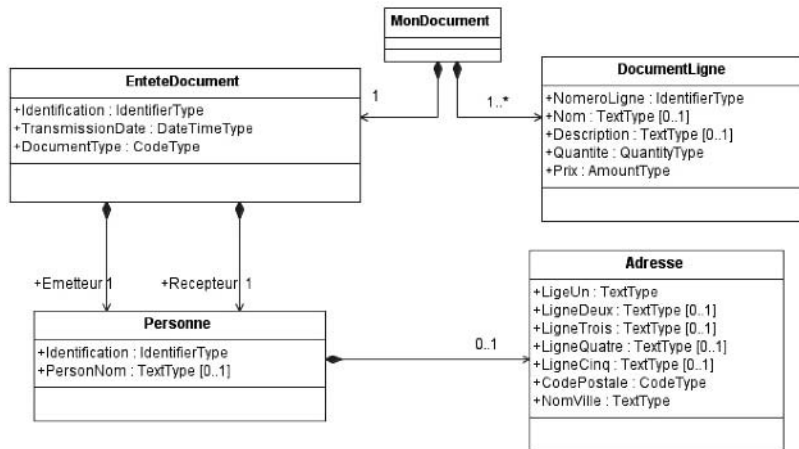 MonDocument
EnteteDocument
+Identification : IdentifierType
+TransmissionDate : DateTimeType
+DocumentType : CodeType
1
1..*
DocumentLigne
+NomeroLigne : IdentifierType
+Nom : TextType [0..1]
+Description : TextType [0..1]
+Quantite : QuantityType
+Prix : AmountType
+Emetteur 1
+Recepteur 1
Personne
+Identification : IdentifierType
+PersonNom : TextType [0..1]
0..1
Adresse
+LigeUn : TextType
+LigneDeux : TextType [0..1]
+LigneTrois : TextType [0..1]
+LigneQuatre : TextType [0..1]
+LigneCinq : TextType [0..1]
+CodePostale : CodeType
+NomVille : TextType